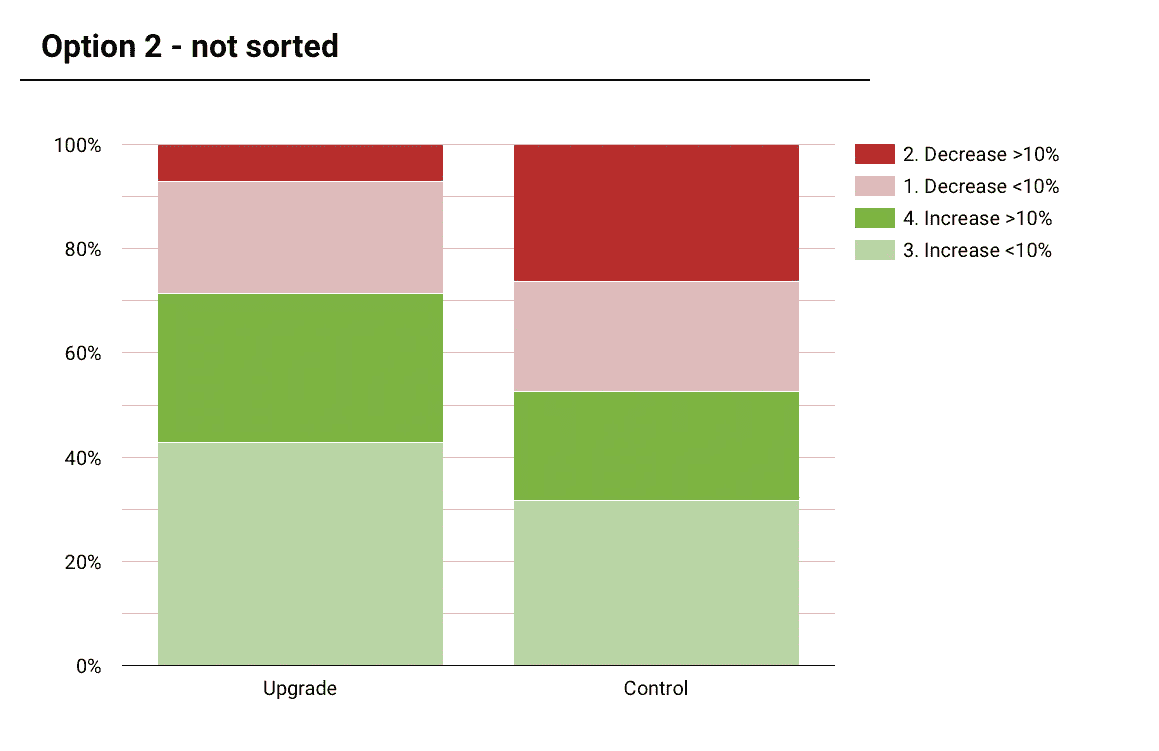 Option 2 - not sorted
100%
80%
60%
40%
20%
0%
Upgrade
Control
2. Decrease >10%
1. Decrease <10%
4. Increase >10%
3. Increase <10%